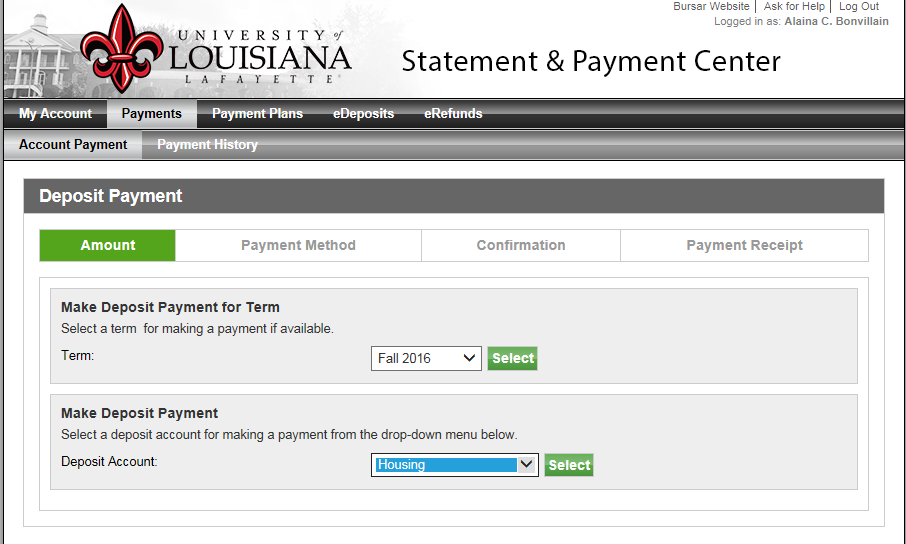 Bursar Website | Ask for Help | Log Out
Logged in as: Alaina C. Bonvillain
UNIVERSITY of
LOUISIANA
LAFAYETTE
Statement & Payment Center
My Account Payments Payment Plans eDeposits eRefunds
Account Payment Payment History
Deposit Payment
Amount Payment Method Confirmation Payment Receipt
Make Deposit Payment for Term
Select a term for making a payment if available.
Term: Fall 2016 Select
Make Deposit Payment
Select a deposit account for making a payment from the drop-down menu below.
Deposit Account: Housing Select